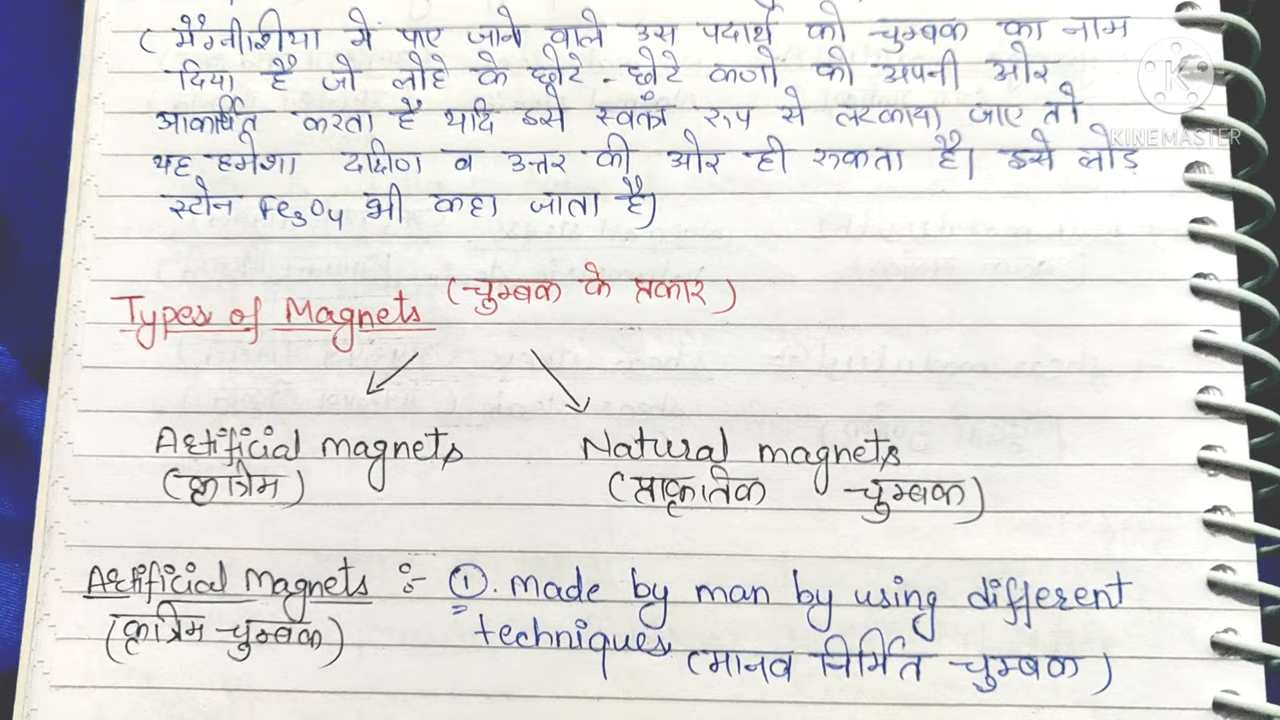 ( मैग्नीशिया में पाए जाने वाले उस पदार्थ को चुम्बक का नाम
दिया है जो लोहे के छोटे - छोटे कणो को अपनी ओर
आकर्षित करता है यदि इसे स्वतंत्र रूप से लटकाया जाए तो
यह हमेशा दक्षिण व उत्तर की ओर ही रुकता है। इसे लोड़
स्टोन Fe3O4 भी कहा जाता है)
KINEMASTER
Types of Magnets (चुम्बक के प्रकार)
Artificial magnets Natural magnets
(कृत्रिम) (प्राकृतिक चुम्बक)
Artificial Magnets :- ①. made by man by using different
(कृत्रिम चुम्बक) techniques (मानव निर्मित चुम्बक)